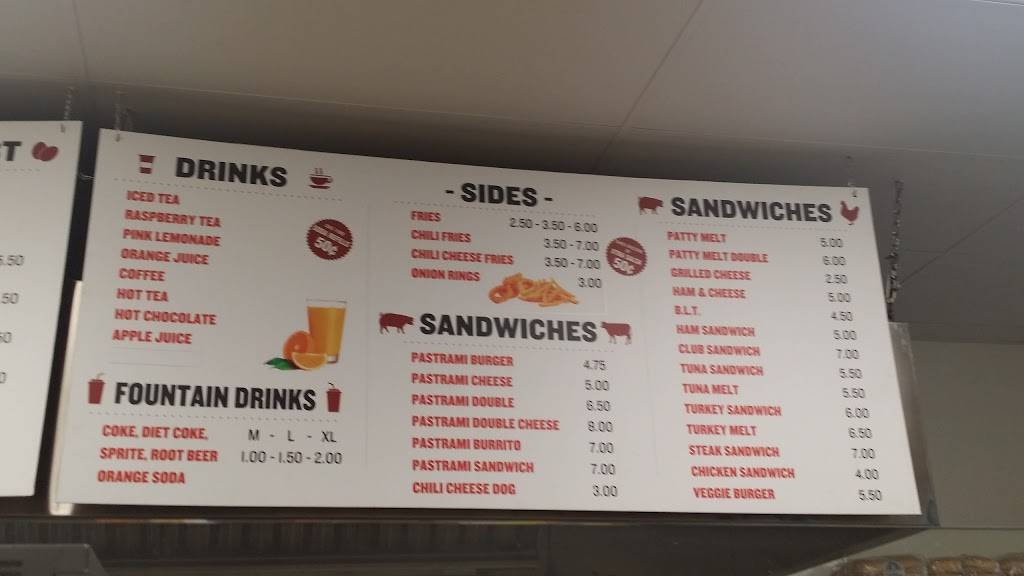 ST
5.50
.50
50
0
DRINKS
ICED TEA
RASPBERRY TEA
PINK LEMONADE
ORANGE JUICE
COFFEE
HOT TEA
HOT CHOCOLATE
APPLE JUICE
50¢
FOUNTAIN DRINKS
COKE, DIET COKE, M - L - XL
SPRITE, ROOT BEER 1.00 - 1.50 - 2.00
ORANGE SODA
- SIDES -
FRIES 2.50 - 3.50 - 6.00
CHILI FRIES 3.50 - 7.00
CHILI CHEESE FRIES 3.50 - 7.00
ONION RINGS 3.00
50¢
SANDWICHES
PASTRAMI BURGER 4.75
PASTRAMI CHEESE 5.00
PASTRAMI DOUBLE 6.50
PASTRAMI DOUBLE CHEESE 8.00
PASTRAMI BURRITO 7.00
PASTRAMI SANDWICH 7.00
CHILI CHEESE DOG 3.00
SANDWICHES
PATTY MELT 5.00
PATTY MELT DOUBLE 6.00
GRILLED CHEESE 2.50
HAM & CHEESE 5.00
B.L.T. 4.50
HAM SANDWICH 5.00
CLUB SANDWICH 7.00
TUNA SANDWICH 5.50
TUNA MELT 5.50
TURKEY SANDWICH 6.00
TURKEY MELT 6.50
STEAK SANDWICH 7.00
CHICKEN SANDWICH 4.00
VEGGIE BURGER 5.50